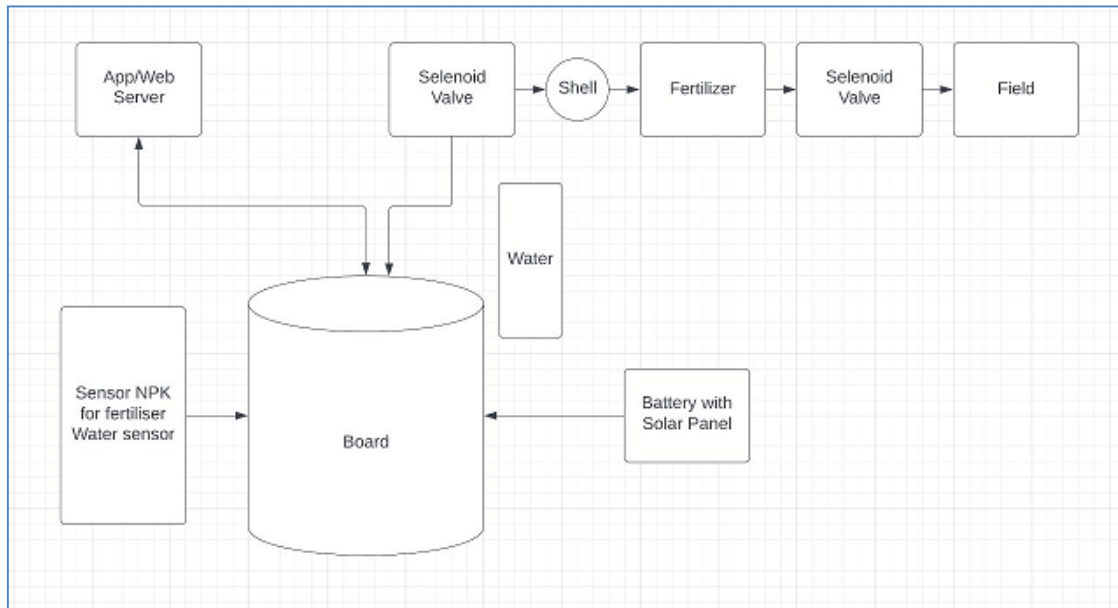 App/Web
Server
Selenoid
Valve
Shell
Fertilizer
Selenoid
Valve
Field
Water
Sensor NPK
for fertiliser
Water sensor
Board
Battery with
Solar Panel